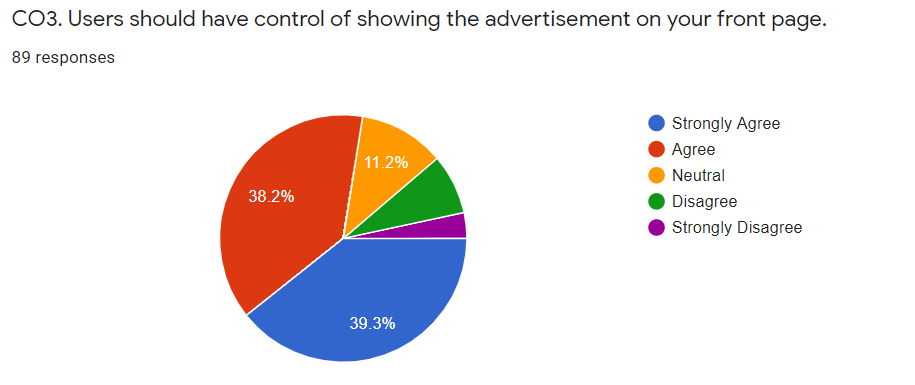 CO3. Users should have control of showing the advertisement on your front page.
89 responses
11.2%
38.2%
39.3%
Strongly Agree
Agree
Neutral
Disagree
Strongly Disagree